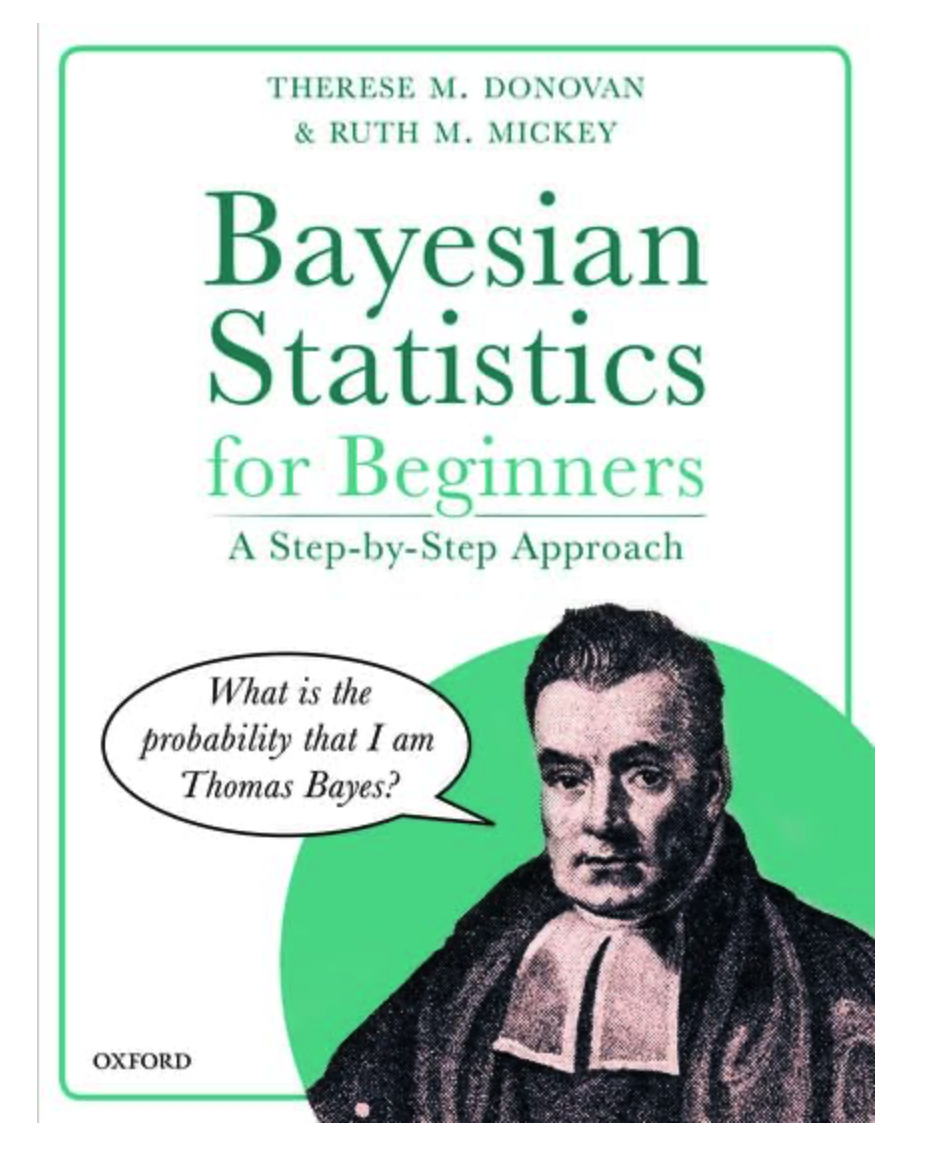 THERESE M. DONOVAN
& RUTH M. MICKEY
Bayesian
Statistics
for Beginners
A Step-by-Step Approach
What is the
probability that I am
Thomas Bayes?
OXFORD